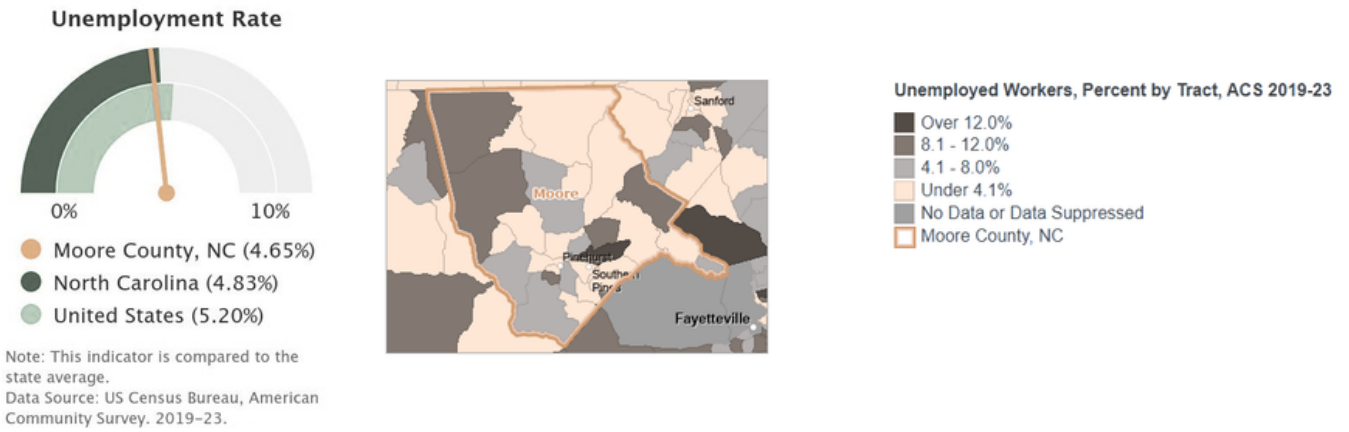 Unemployment Rate
0%
10%
Moore County, NC (4.65%)
North Carolina (4.83%)
United States (5.20%)
Note: This indicator is compared to the
state average.
Data Source: US Census Bureau, American
Community Survey. 2019–23.
Sanford
Moore
Pinehurst
Southern
Pines
Fayetteville
Unemployed Workers, Percent by Tract, ACS 2019-23
Over 12.0%
8.1 - 12.0%
4.1 - 8.0%
Under 4.1%
No Data or Data Suppressed
Moore County, NC